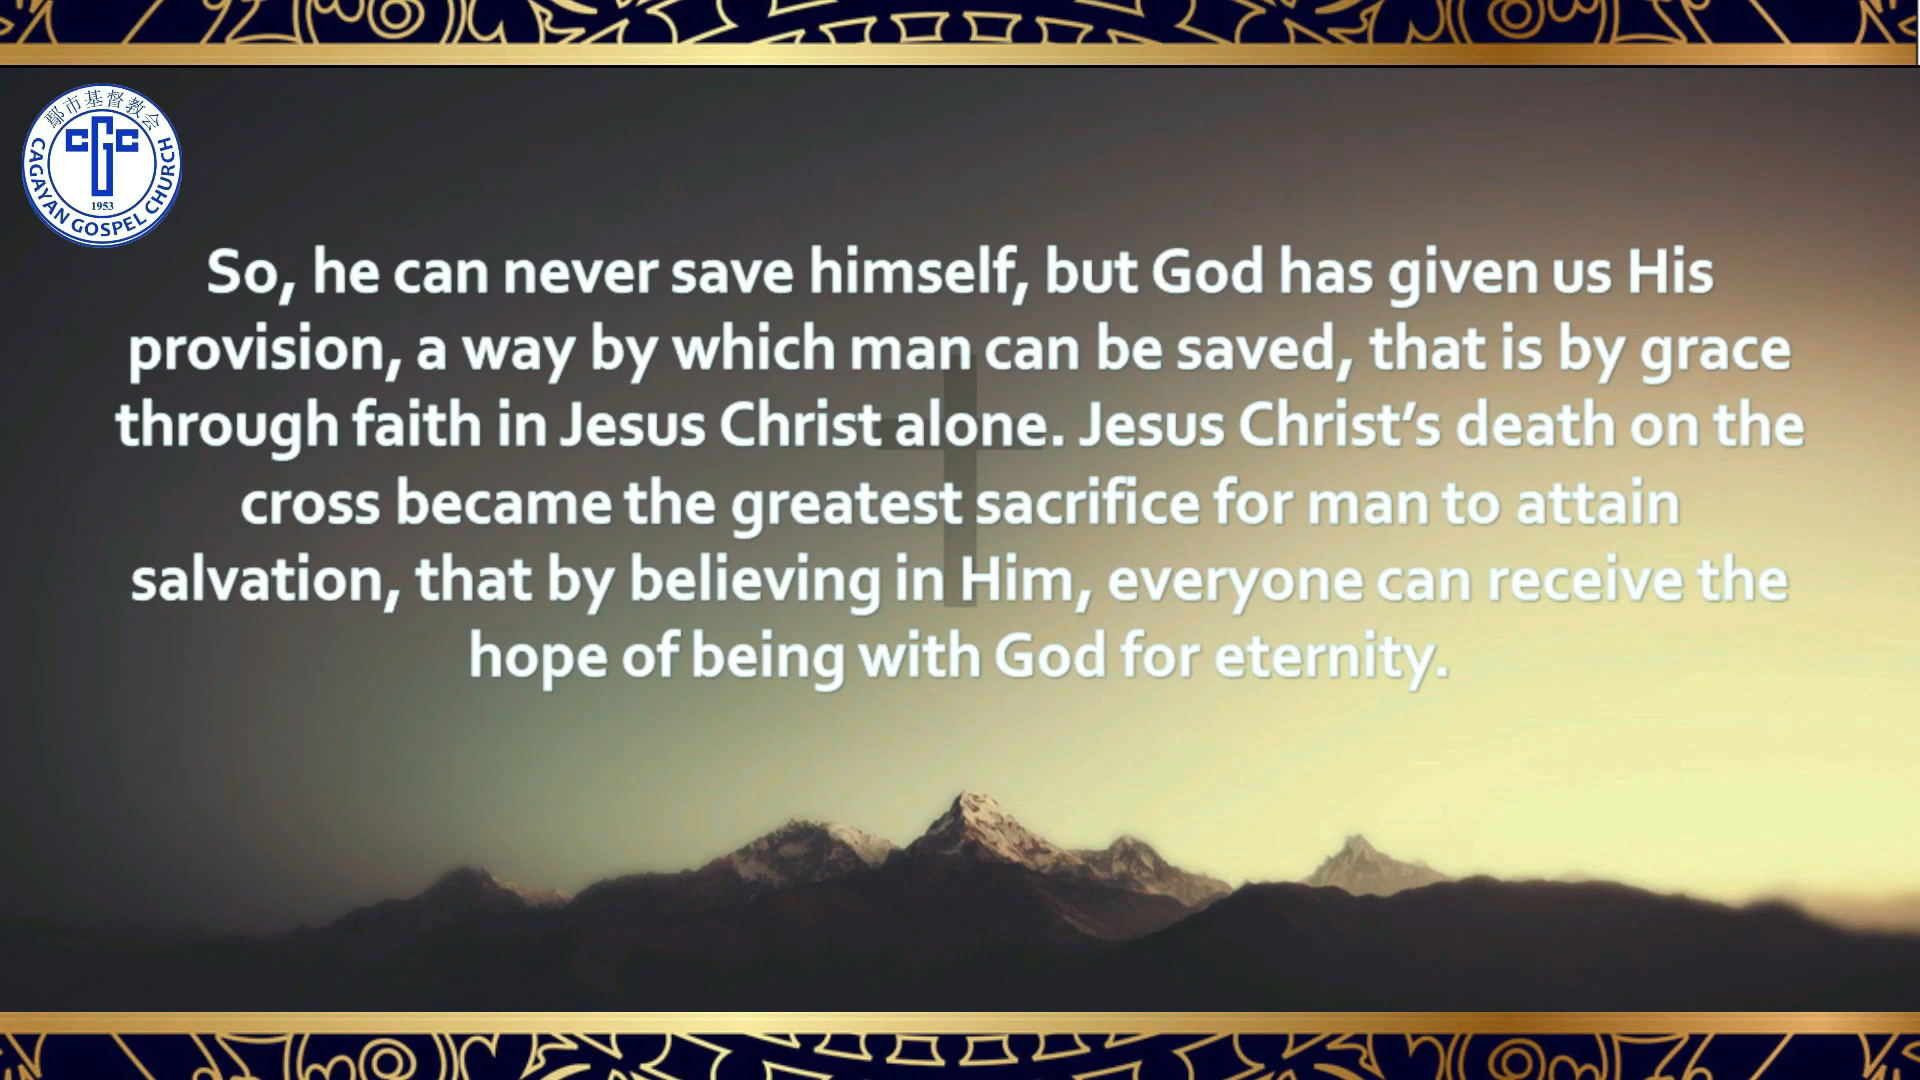 鄢市基督教会
CGC
1953
CAGAYAN GOSPEL CHURCH
So, he can never save himself, but God has given us His
provision, a way by which man can be saved, that is by grace
through faith in Jesus Christ alone. Jesus Christ’s death on the
cross became the greatest sacrifice for man to attain
salvation, that by believing in Him, everyone can receive the
hope of being with God for eternity.